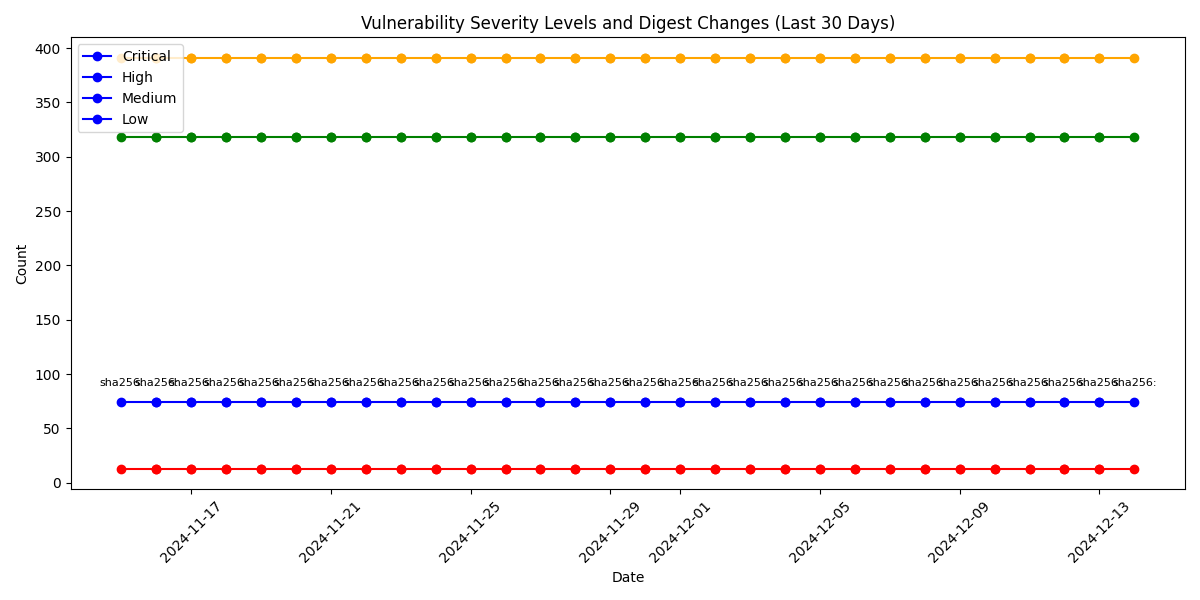 Vulnerability Severity Levels and Digest Changes (Last 30 Days)
Critical
High
Medium
Low
400
350
300
250
200
150
100
50
0
Count
sha256: sha256: sha256: sha256: sha256: sha256: sha256: sha256: sha256: sha256: sha256: sha256: sha256: sha256: sha256: sha256: sha256: sha256: sha256: sha256: sha256: sha256: sha256: sha256: sha256: sha256: sha256: sha256: sha256: sha256:
2024-11-17
2024-11-21
2024-11-25
2024-11-29
2024-12-01
2024-12-05
2024-12-09
2024-12-13
Date